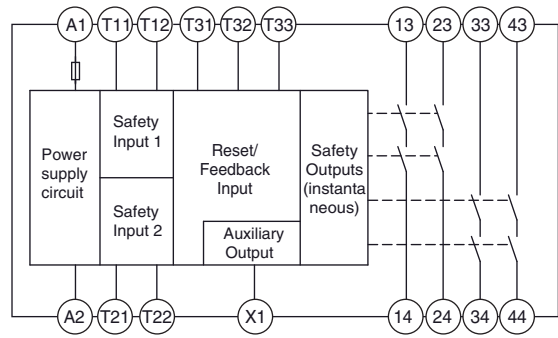 A1 T11 T12 T31 T32 T33 13 23 33 43
Power
supply
circuit
Safety
Input 1
Safety
Input 2
Reset/
Feedback
Input
Auxiliary
Output
Safety
Outputs
(instanta
neous)
A2 T21 T22 X1 14 24 34 44